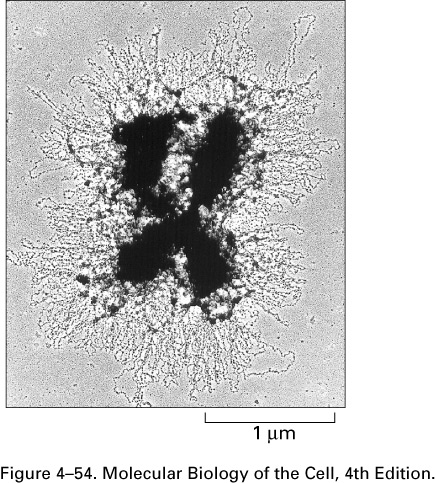 1 μm
Figure 4–54. Molecular Biology of the Cell, 4th Edition.